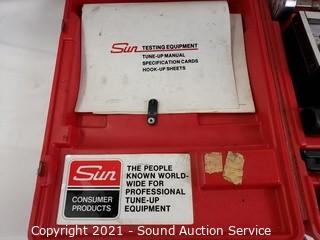 Sun TESTING EQUIPMENT
TUNE-UP MANUAL
SPECIFICATION CARDS
HOOK-UP SHEETS
Sun
CONSUMER
PRODUCTS
THE PEOPLE
KNOWN WORLD-
WIDE FOR
PROFESSIONAL
TUNE-UP
EQUIPMENT
Copyright 2021 - Sound Auction Service